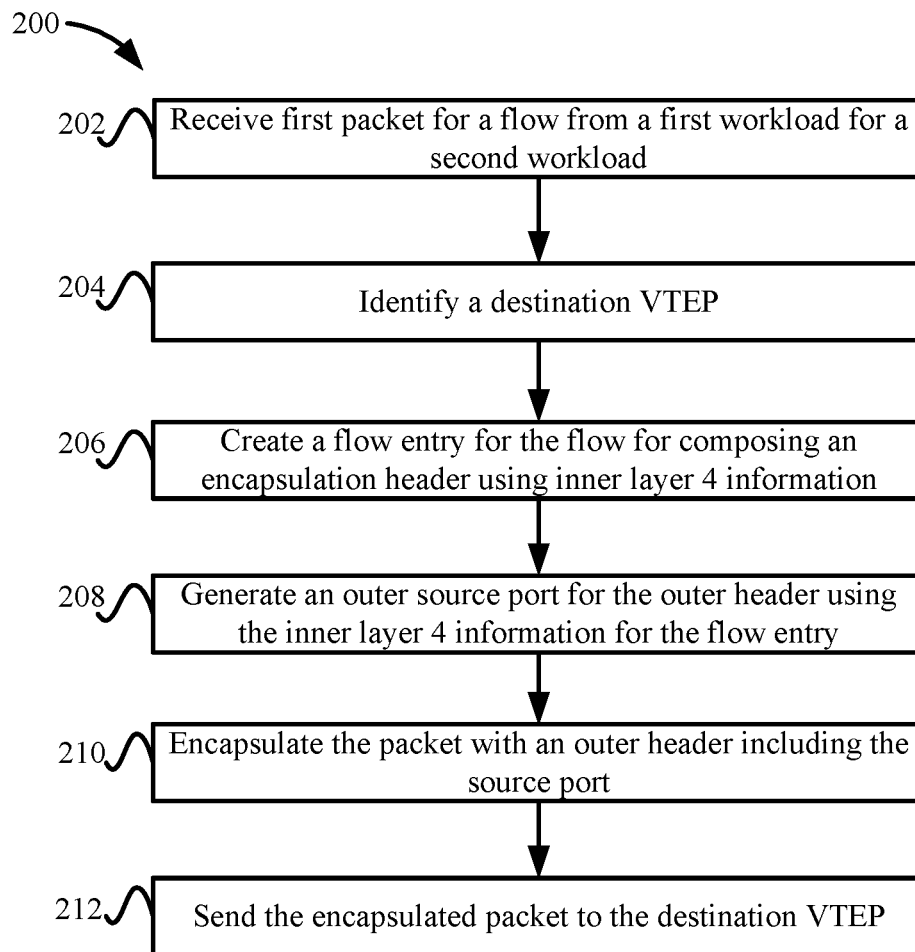 200
202
Receive first packet for a flow from a first workload for a
second workload
204
Identify a destination VTEP
206
Create a flow entry for the flow for composing an
encapsulation header using inner layer 4 information
208
Generate an outer source port for the outer header using
the inner layer 4 information for the flow entry
210
Encapsulate the packet with an outer header including the
source port
212
Send the encapsulated packet to the destination VTEP